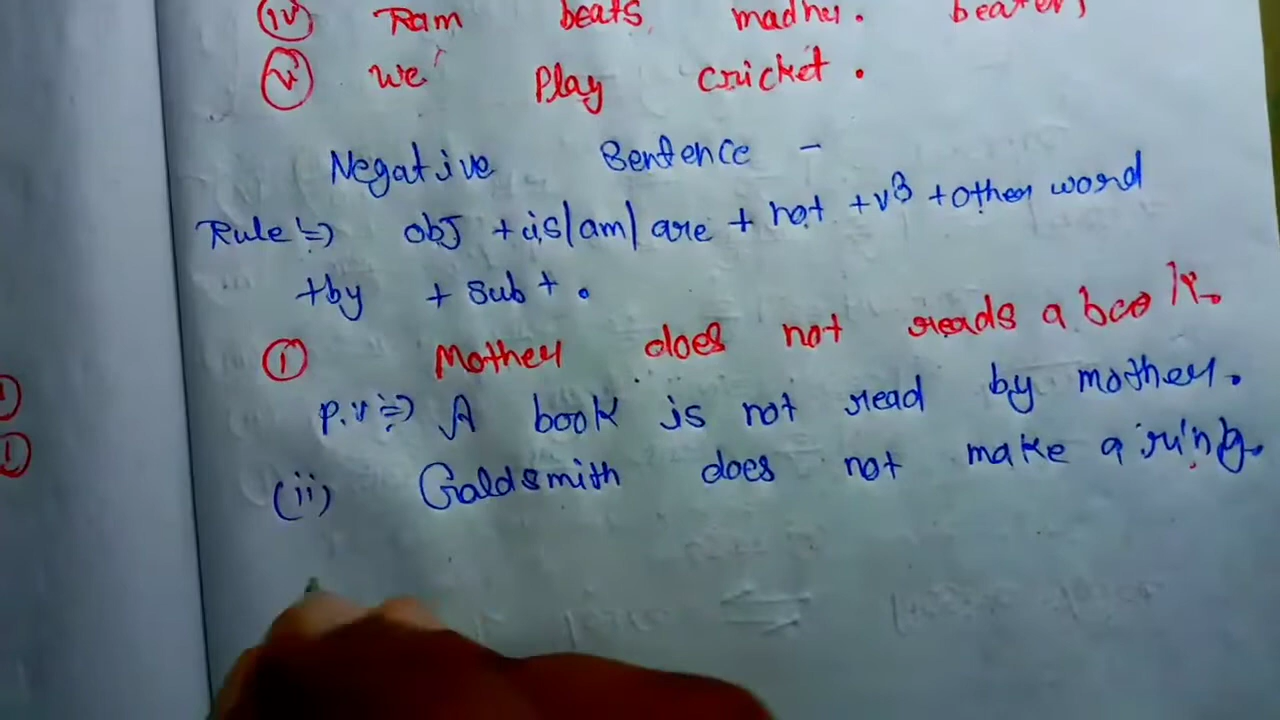 (iv) Ram beats madhu.
(v) We play cricket.
Negative Sentence -
Rule => obj + is/am/are + not + v3 + other word
+by + sub + .
(i) Mother does not reads a book.
p.v => A book is not read by mother.
(ii) Goldsmith does not make a ring.